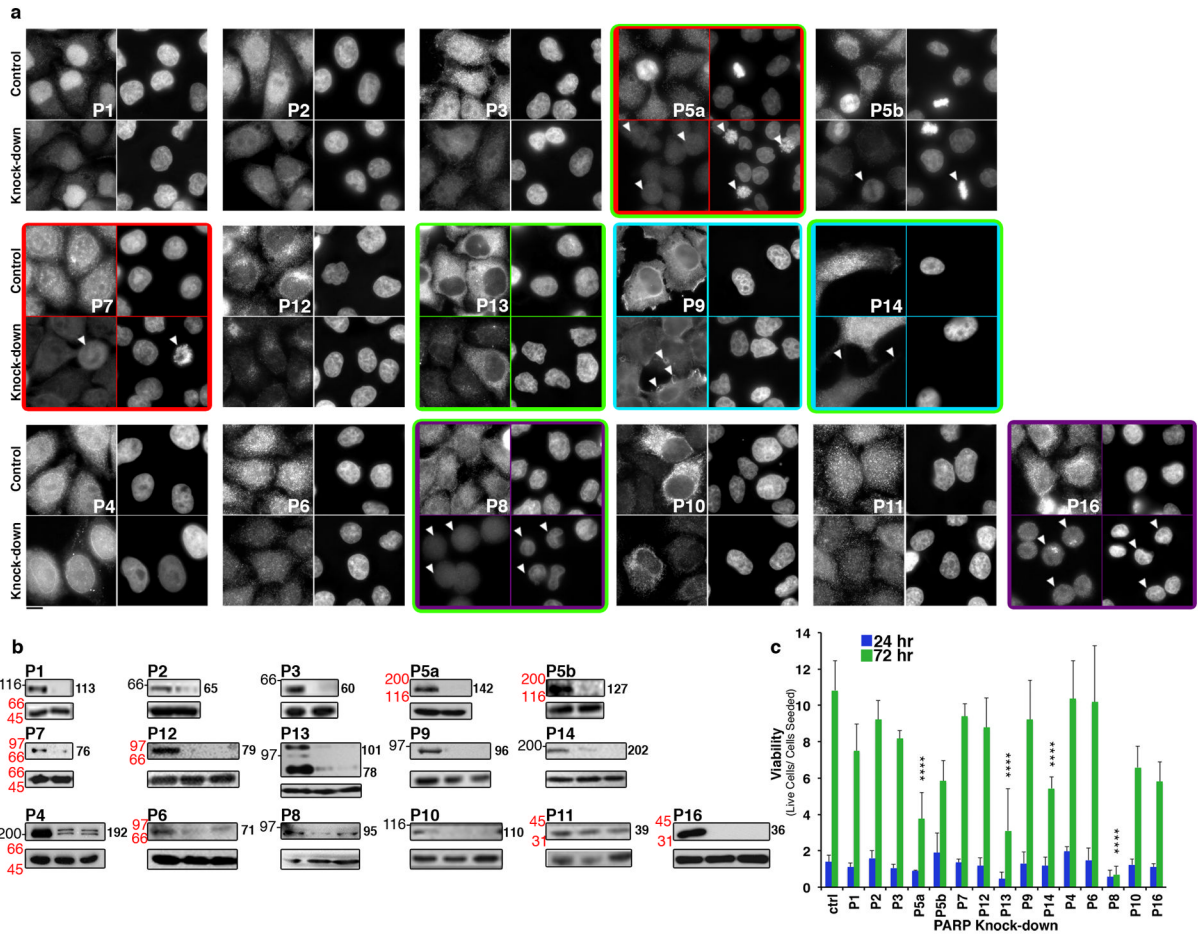 a
Control
Knock-down
P1
P2
P3
P5a
P5b
Control
Knock-down
P7
P12
P13
P9
P14
Control
Knock-down
P4
P6
P8
P10
P11
P16
b
P1
116
113
66
45
P2
66
65
P3
66
60
P5a
200
116
142
P5b
200
116
127
P7
97
66
76
66
45
P12
97
66
79
P13
97
101
78
P9
97
96
P14
200
202
P4
200
192
66
45
P6
97
66
71
P8
97
95
P10
116
110
P11
45
31
39
P16
45
31
36
c
24 hr
72 hr
Viability
(Live Cells/ Cells Seeded)
14
12
10
8
6
4
2
0
****
****
****
****
ctrl P1 P2 P3 P5a P5b P7 P12 P13 P9 P14 P4 P6 P8 P10 P16
PARP Knock-down